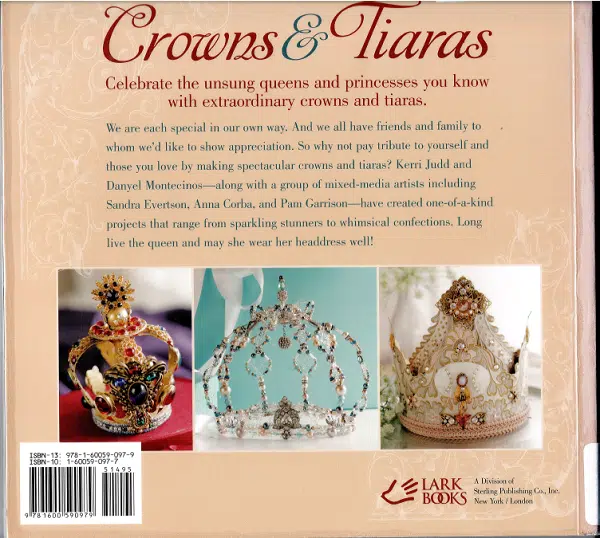 Crowns & Tiaras
Celebrate the unsung queens and princesses you know
with extraordinary crowns and tiaras.
We are each special in our own way. And we all have friends and family to
whom we'd like to show appreciation. So why not pay tribute to yourself and
those you love by making spectacular crowns and tiaras? Kerri Judd and
Danyel Montecinos—along with a group of mixed-media artists including
Sandra Evertson, Anna Corba, and Pam Garrison—have created one-of-a-kind
projects that range from sparkling stunners to whimsical confections. Long
live the queen and may she wear her headdress well!
ISBN-13: 978-1-60059-097-9
ISBN-10: 1-60059-097-7
51495
9 781600 590979
LARK
BOOKS
A Division of
Sterling Publishing Co., Inc.
New York / London